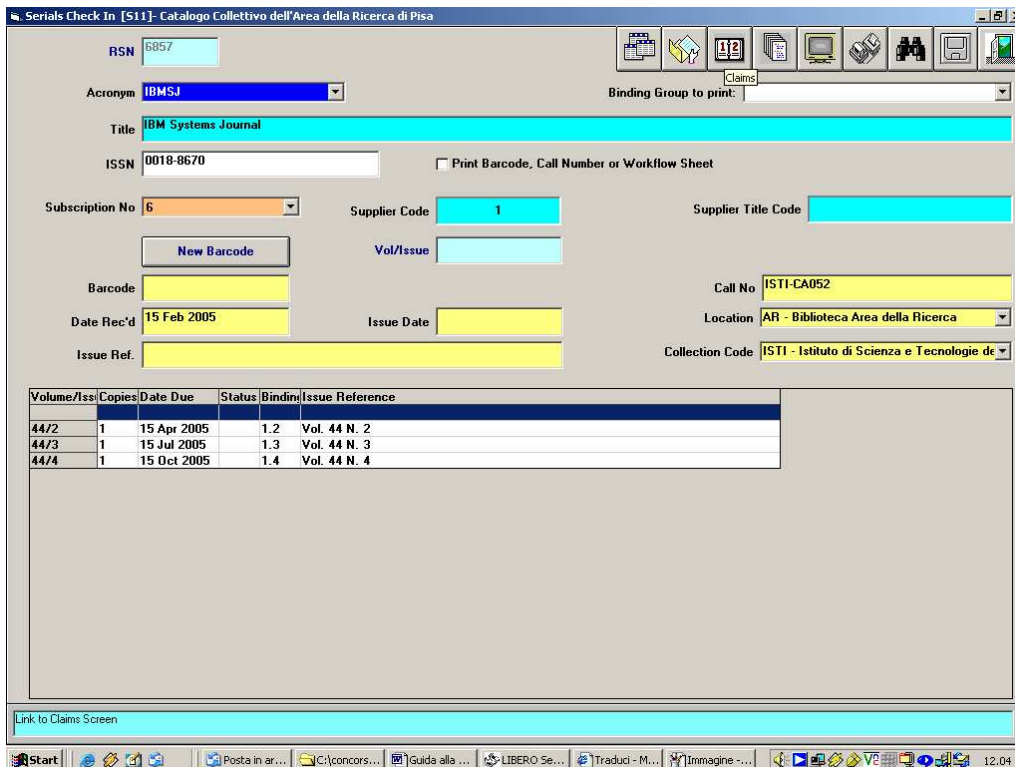 Serials Check In [S11]- Catalogo Collettivo dell'Area della Ricerca di Pisa
RSN 6857
Claims
Acronym IBMSJ Binding Group to print:
Title IBM Systems Journal
ISSN 0018-8670 Print Barcode, Call Number or Workflow Sheet
Subscription No 6 Supplier Code 1 Supplier Title Code
New Barcode Vol/Issue
Barcode Call No ISTI-CA052
Date Rec'd 15 Feb 2005 Issue Date Location AR - Biblioteca Area della Ricerca
Issue Ref. Collection Code ISTI - Istituto di Scienza e Tecnologie de
Volume/Iss Copies Date Due Status Binding Issue Reference
44/2 1 15 Apr 2005 1.2 Vol. 44 N. 2
44/3 1 15 Jul 2005 1.3 Vol. 44 N. 3
44/4 1 15 Oct 2005 1.4 Vol. 44 N. 4
Link to Claims Screen
Start Posta in ar... C:\concors... Guida alla ... LIBERO Se... Traduci - M... Immagine -... 12.04